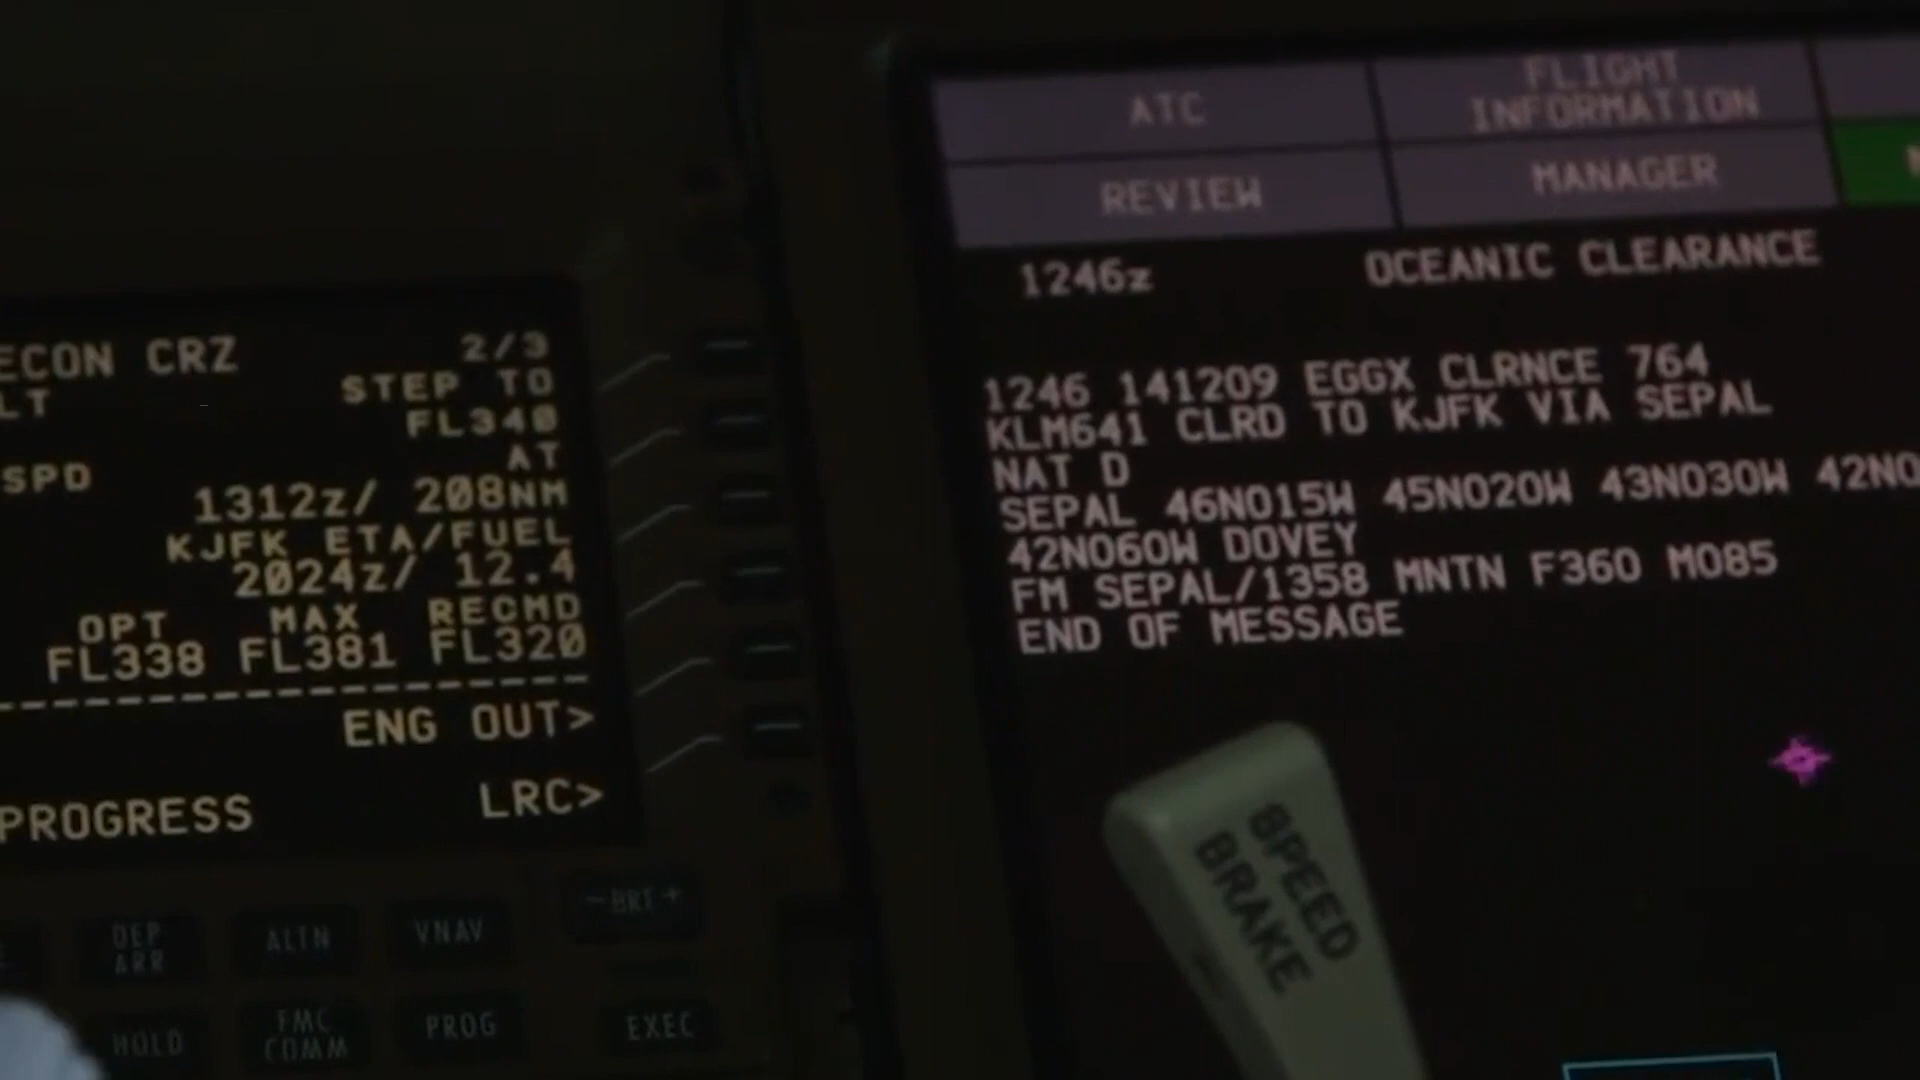 ECON CRZ 2/3
LT STEP TO
FL340
SPD AT
1312z/ 208NM
KJFK ETA/FUEL
2024z/ 12.4
OPT MAX RECMD
FL338 FL381 FL320
--------------------
ENG OUT>
PROGRESS LRC>
-BRT+
DEP
ARR
ALTN
VNAV
HOLD
FMC
COMM
PROG
EXEC
ATC
FLIGHT
INFORMATION
REVIEW
MANAGER
1246z OCEANIC CLEARANCE
1246 141209 EGGX CLRNCE 764
KLM641 CLRD TO KJFK VIA SEPAL
NAT D
SEPAL 46N015W 45N020W 43N030W 42N0
42N060W DOVEY
FM SEPAL/1358 MNTN F360 M085
END OF MESSAGE
SPEED
BRAKE